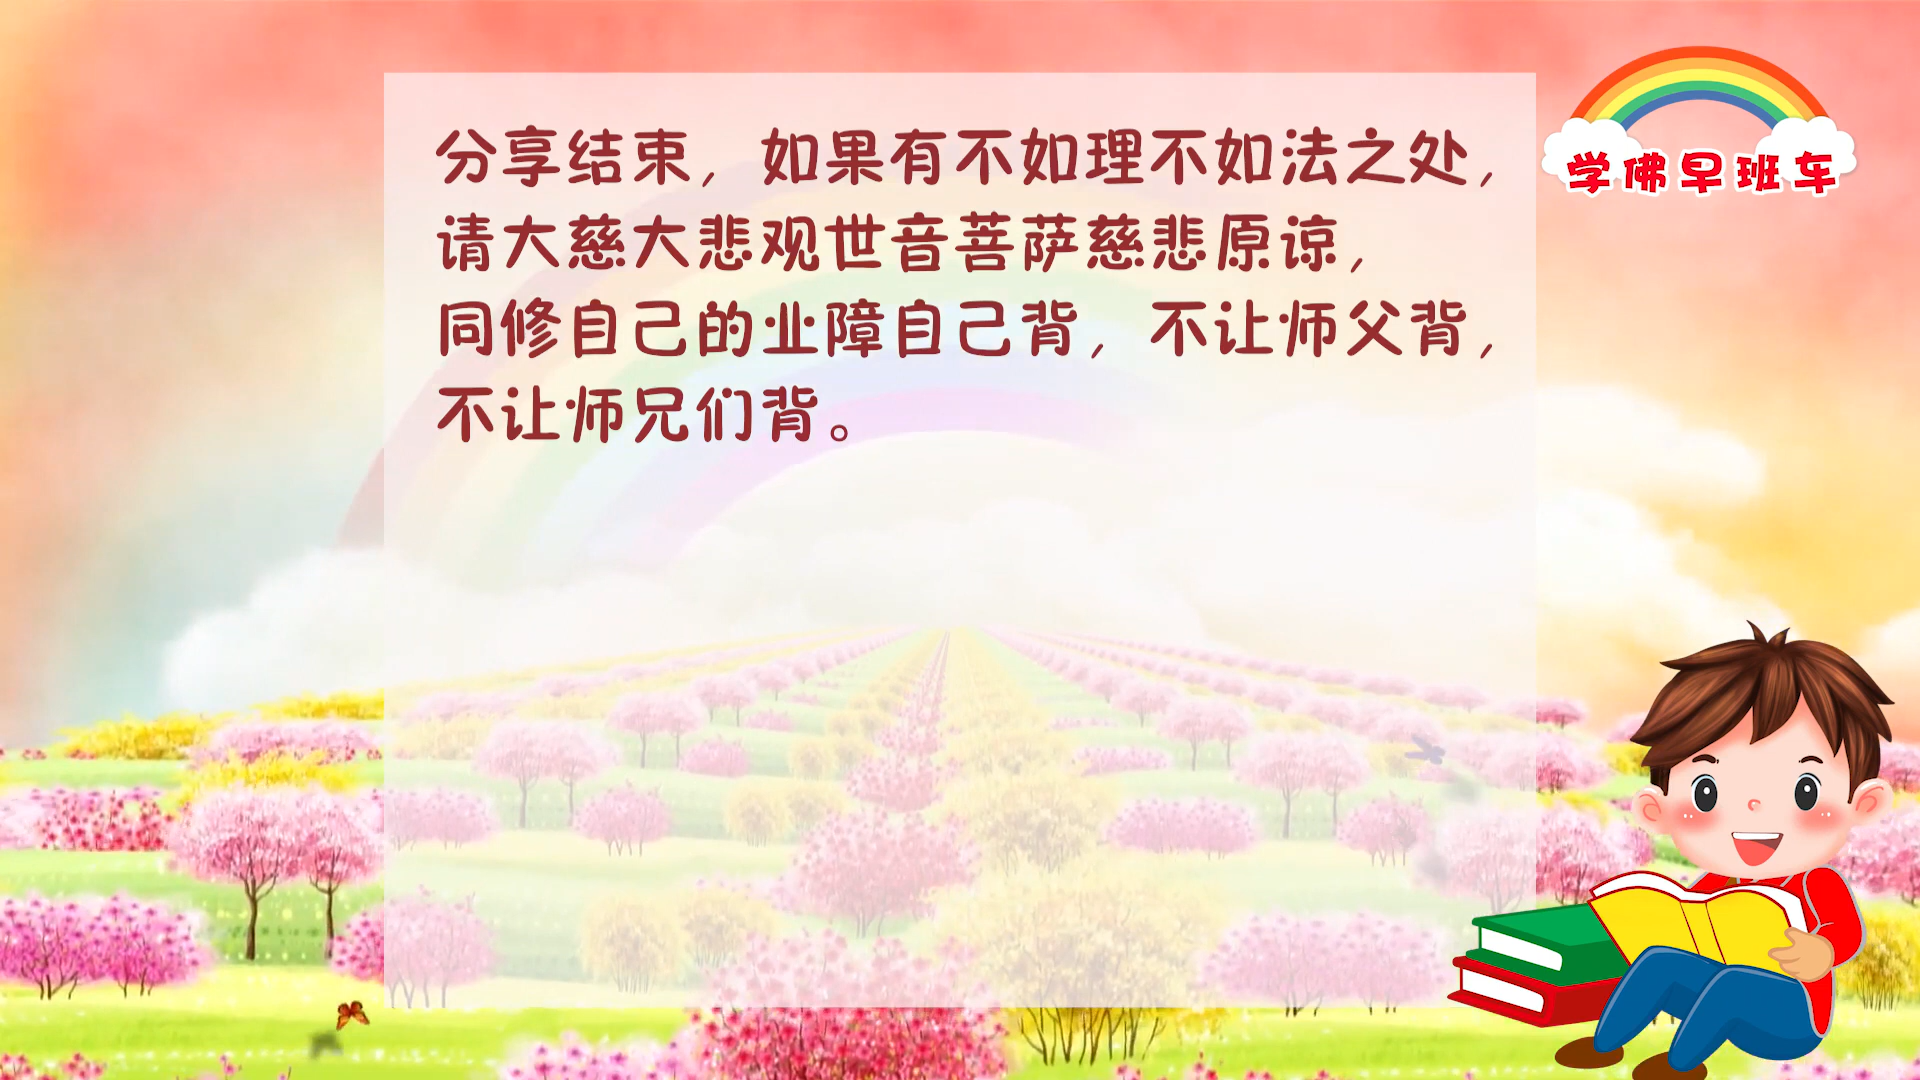 分享结束，如果有不如理不如法之处，
请大慈大悲观世音菩萨慈悲原谅，
同修自己的业障自己背，不让师父背，
不让师兄们背。
学佛早班车